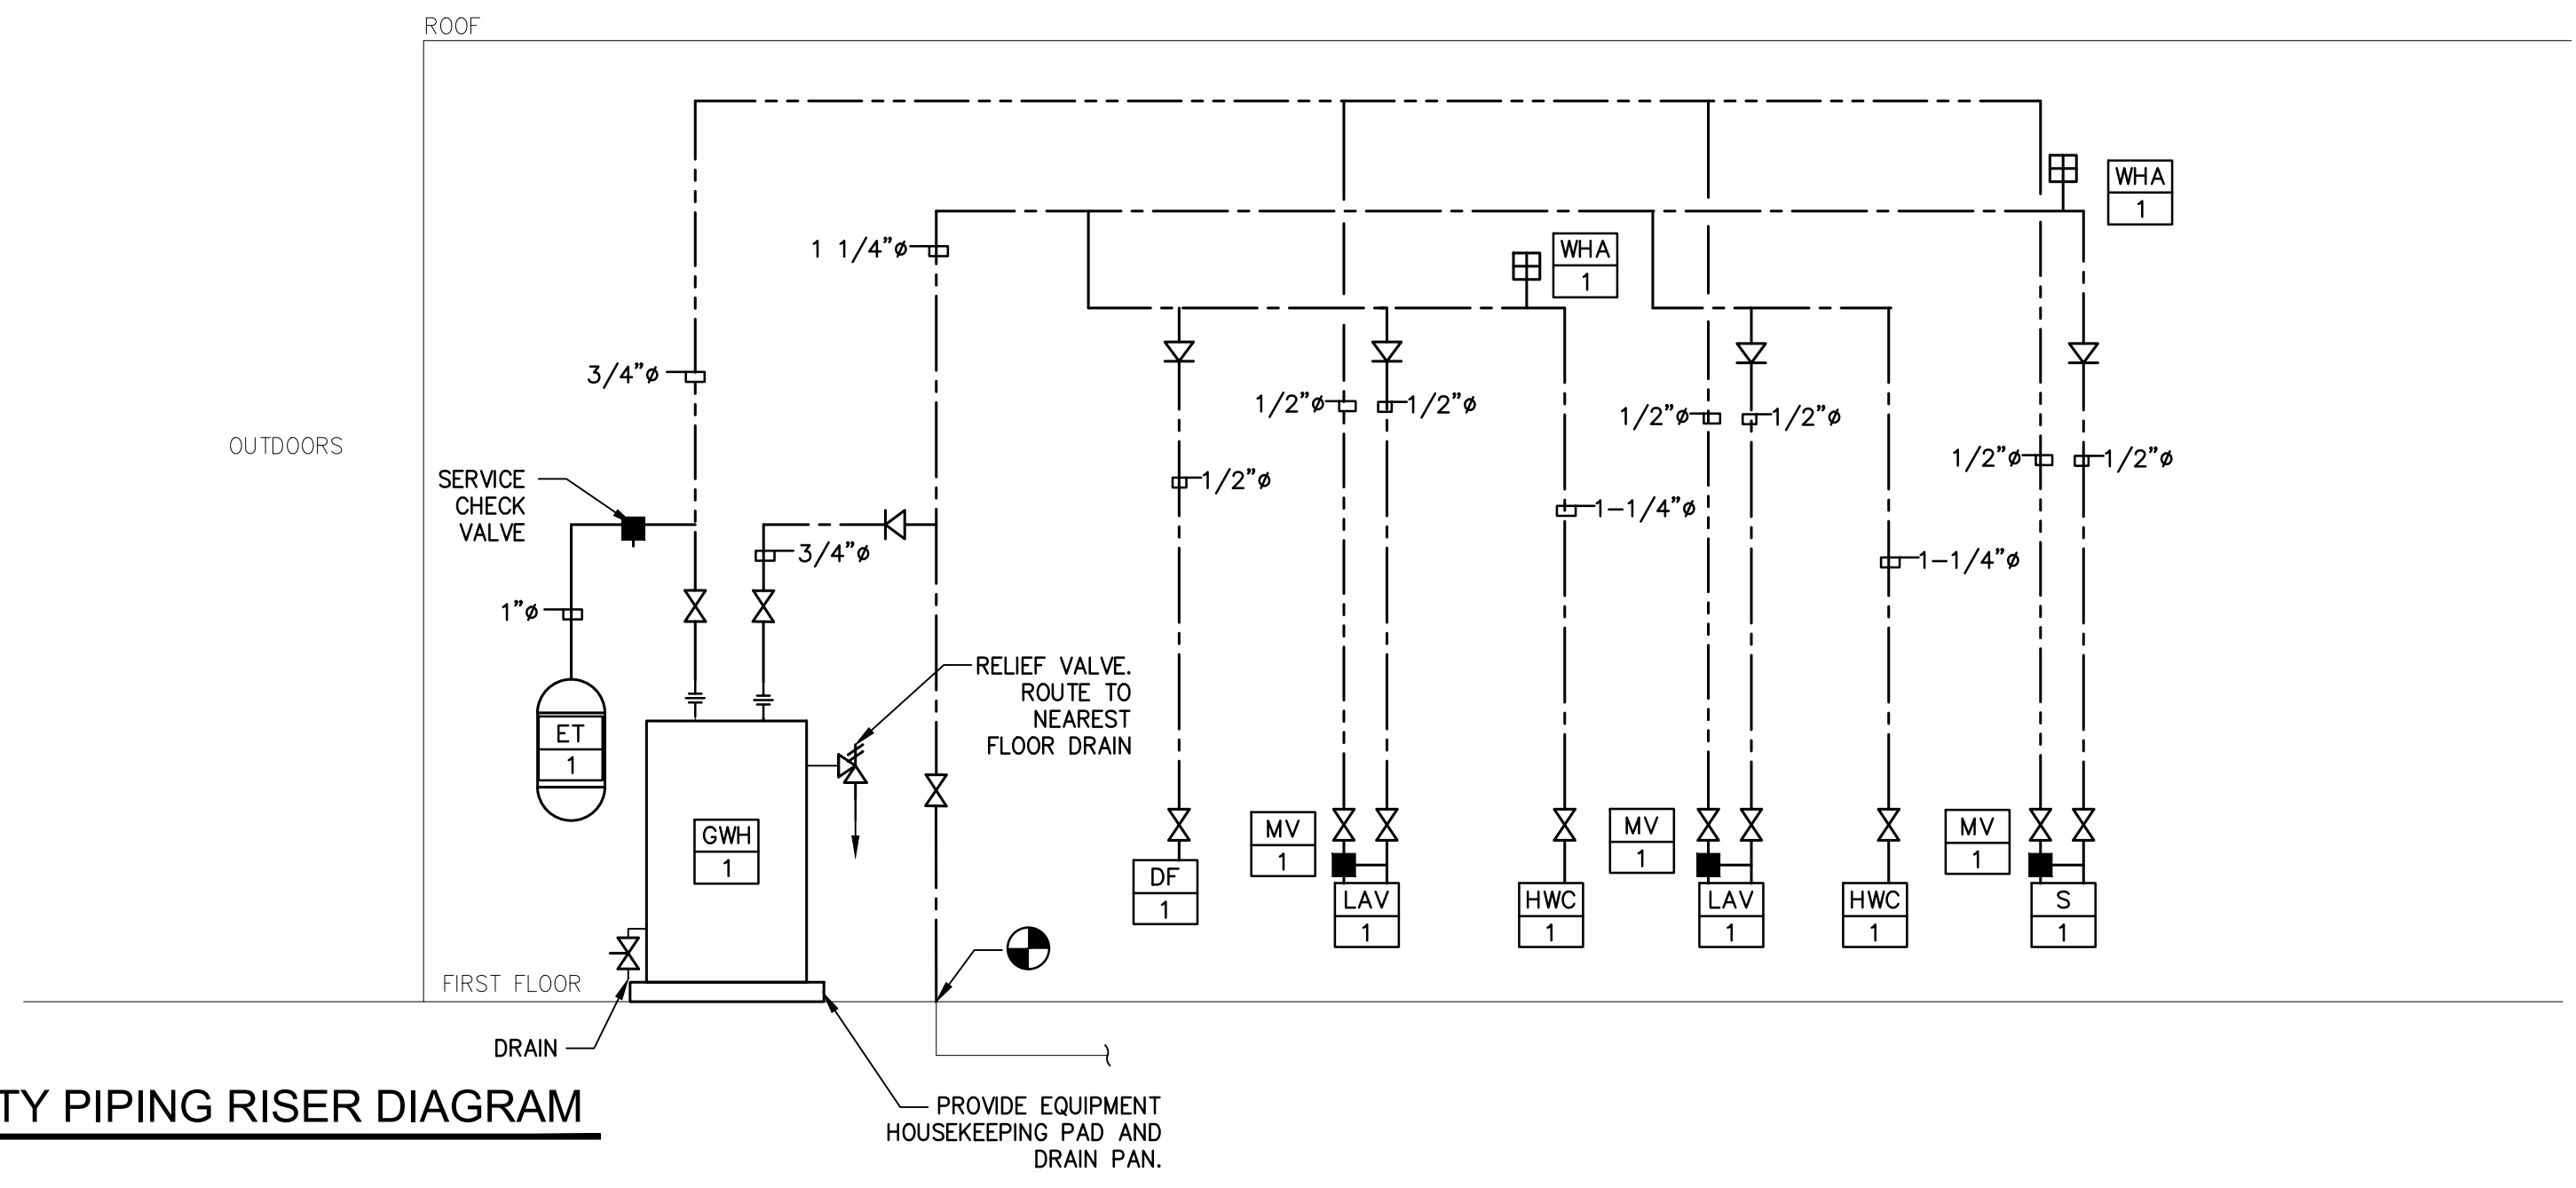 ROOF
WHA
1
1 1/4"ø
WHA
1
3/4"ø
1/2"ø
1/2"ø
1/2"ø
1/2"ø
OUTDOORS
1/2"ø
1/2"ø
SERVICE
CHECK
VALVE
1/2"ø
1-1/4"ø
3/4"ø
1-1/4"ø
1"ø
RELIEF VALVE.
ROUTE TO
NEAREST
FLOOR DRAIN
ET
1
GWH
1
MV
1
MV
1
MV
1
DF
1
LAV
1
HWC
1
LAV
1
HWC
1
S
1
FIRST FLOOR
DRAIN
TY PIPING RISER DIAGRAM
PROVIDE EQUIPMENT
HOUSEKEEPING PAD AND
DRAIN PAN.